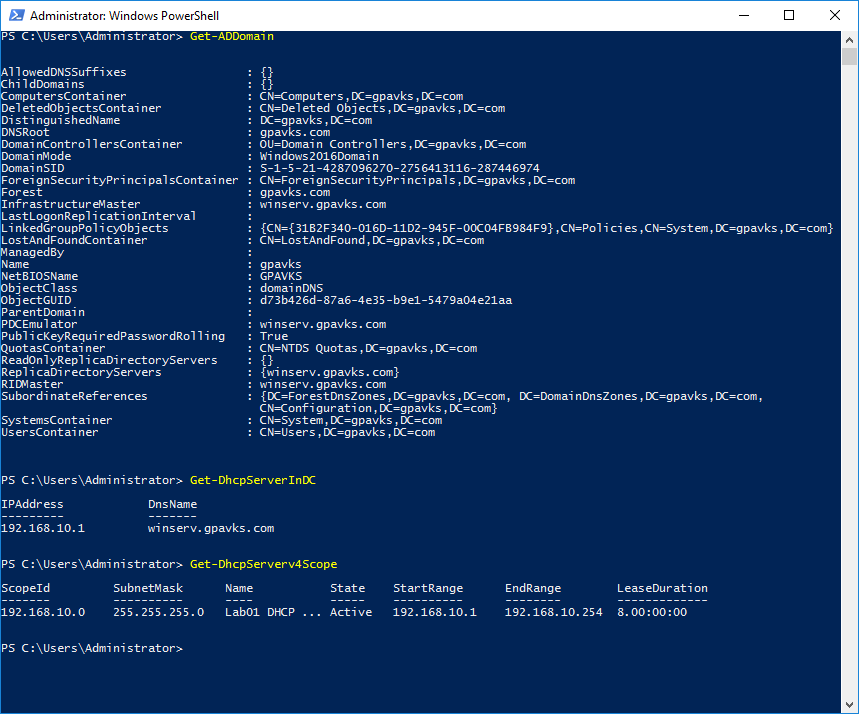 Administrator: Windows PowerShell
PS C:\Users\Administrator> Get-ADDomain
AllowedDNSSuffixes : {}
ChildDomains : {}
ComputersContainer : CN=Computers,DC=gpavks,DC=com
DeletedObjectsContainer : CN=Deleted Objects,DC=gpavks,DC=com
DistinguishedName : DC=gpavks,DC=com
DNSRoot : gpavks.com
DomainControllersContainer : OU=Domain Controllers,DC=gpavks,DC=com
DomainMode : Windows2016Domain
DomainSID : S-1-5-21-4287096270-2756413116-287446974
ForeignSecurityPrincipalsContainer : CN=ForeignSecurityPrincipals,DC=gpavks,DC=com
Forest : gpavks.com
InfrastructureMaster : winserv.gpavks.com
LastLogonReplicationInterval :
LinkedGroupPolicyObjects : {CN={31B2F340-016D-11D2-945F-00C04FB984F9},CN=Policies,CN=System,DC=gpavks,DC=com}
LostAndFoundContainer : CN=LostAndFound,DC=gpavks,DC=com
ManagedBy :
Name : gpavks
NetBIOSName : GPAVKS
ObjectClass : domainDNS
ObjectGUID : d73b426d-87a6-4e35-b9e1-5479a04e21aa
ParentDomain :
PDCEmulator : winserv.gpavks.com
PublicKeyRequiredPasswordRolling : True
QuotasContainer : CN=NTDS Quotas,DC=gpavks,DC=com
ReadOnlyReplicaDirectoryServers : {}
ReplicaDirectoryServers : {winserv.gpavks.com}
RIDMaster : winserv.gpavks.com
SubordinateReferences : {DC=ForestDnsZones,DC=gpavks,DC=com, DC=DomainDnsZones,DC=gpavks,DC=com,
CN=Configuration,DC=gpavks,DC=com}
SystemsContainer : CN=System,DC=gpavks,DC=com
UsersContainer : CN=Users,DC=gpavks,DC=com
PS C:\Users\Administrator> Get-DhcpServerInDC
IPAddress DnsName
--------- -------
192.168.10.1 winserv.gpavks.com
PS C:\Users\Administrator> Get-DhcpServerv4Scope
ScopeId SubnetMask Name State StartRange EndRange LeaseDuration
------- ---------- ---- ----- ---------- -------- -------------
192.168.10.0 255.255.255.0 Lab01 DHCP ... Active 192.168.10.1 192.168.10.254 8.00:00:00
PS C:\Users\Administrator>